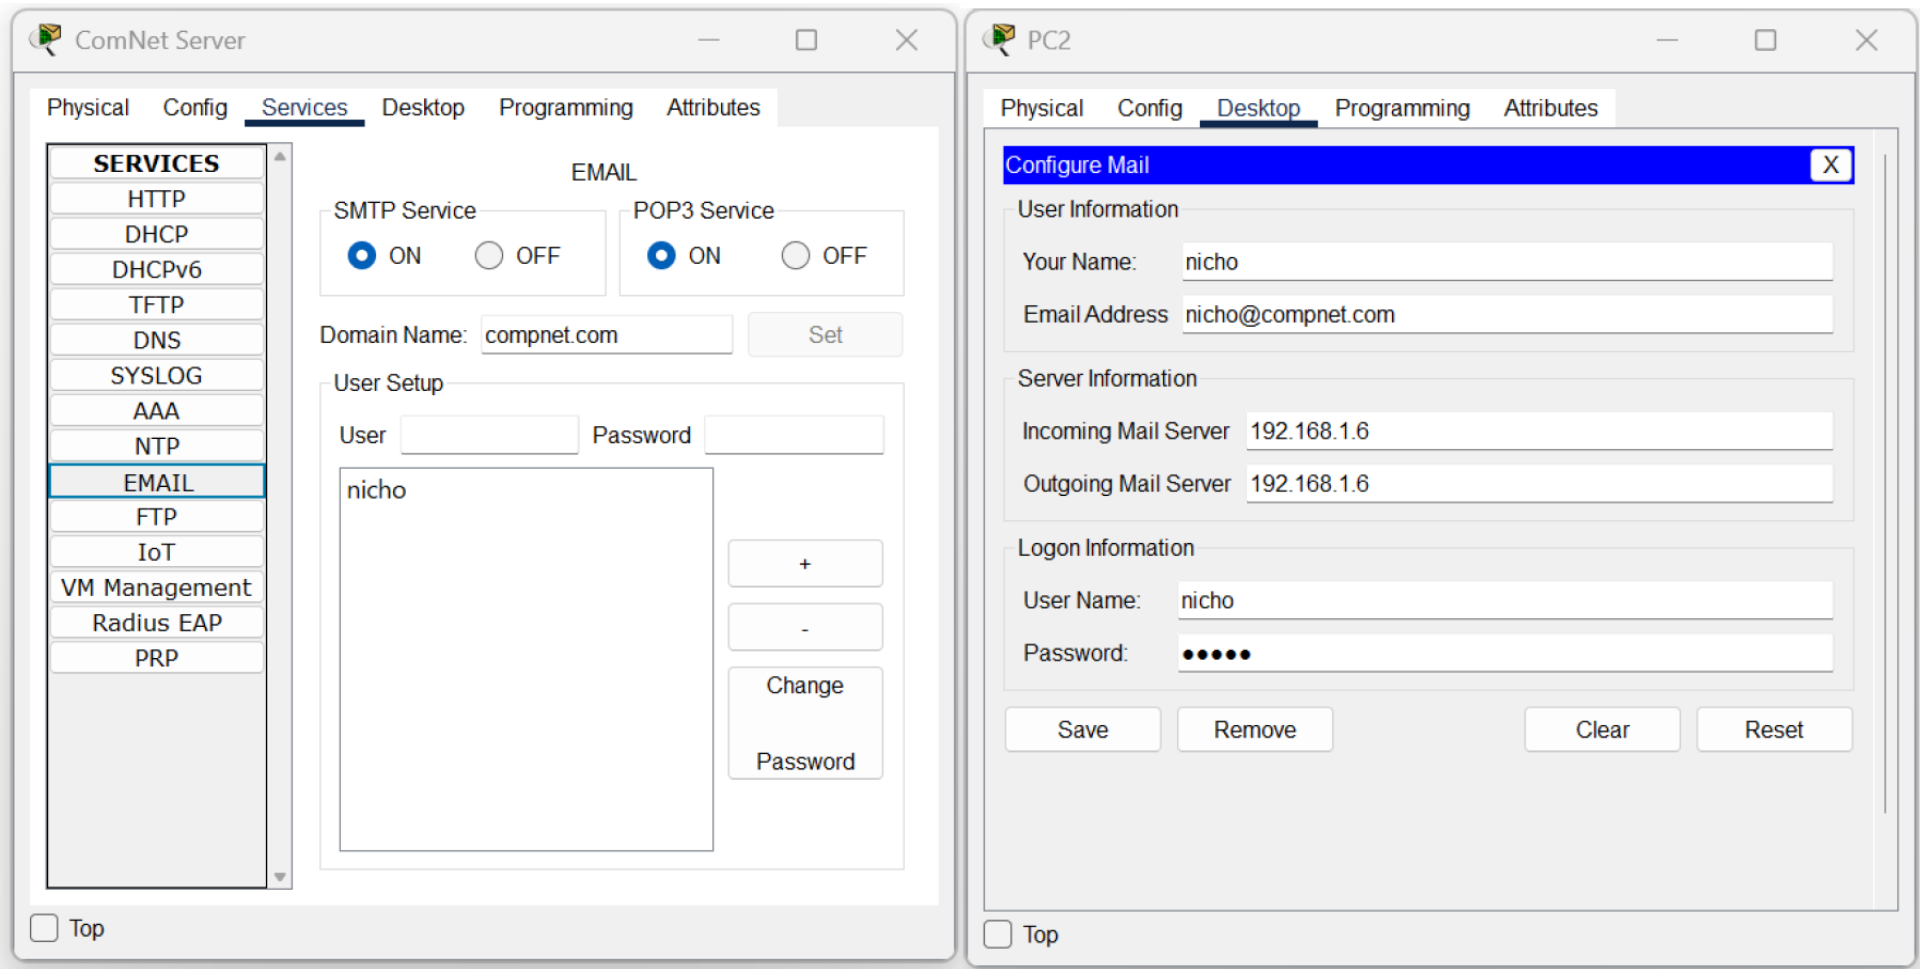 ComNet Server
Physical Config Services Desktop Programming Attributes
SERVICES
HTTP
DHCP
DHCPv6
TFTP
DNS
SYSLOG
AAA
NTP
EMAIL
FTP
IoT
VM Management
Radius EAP
PRP
EMAIL
SMTP Service
ON OFF
POP3 Service
ON OFF
Domain Name: compnet.com Set
User Setup
User Password
nicho
+
-
Change
Password
Top
PC2
Physical Config Desktop Programming Attributes
Configure Mail X
User Information
Your Name: nicho
Email Address nicho@compnet.com
Server Information
Incoming Mail Server 192.168.1.6
Outgoing Mail Server 192.168.1.6
Logon Information
User Name: nicho
Password: ●●●●●
Save Remove Clear Reset
Top